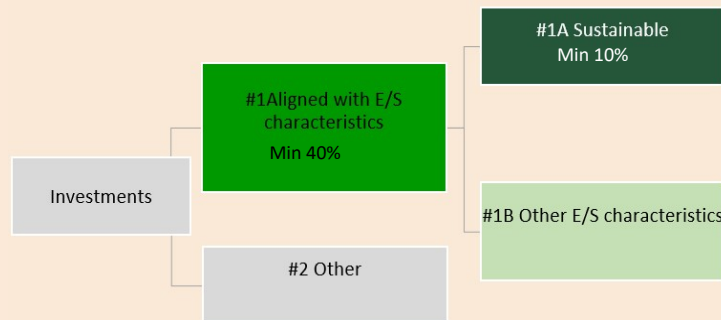 #1A Sustainable
Min 10%
#1Aligned with E/S
characteristics
Min 40%
Investments
#1B Other E/S characteristics
#2 Other